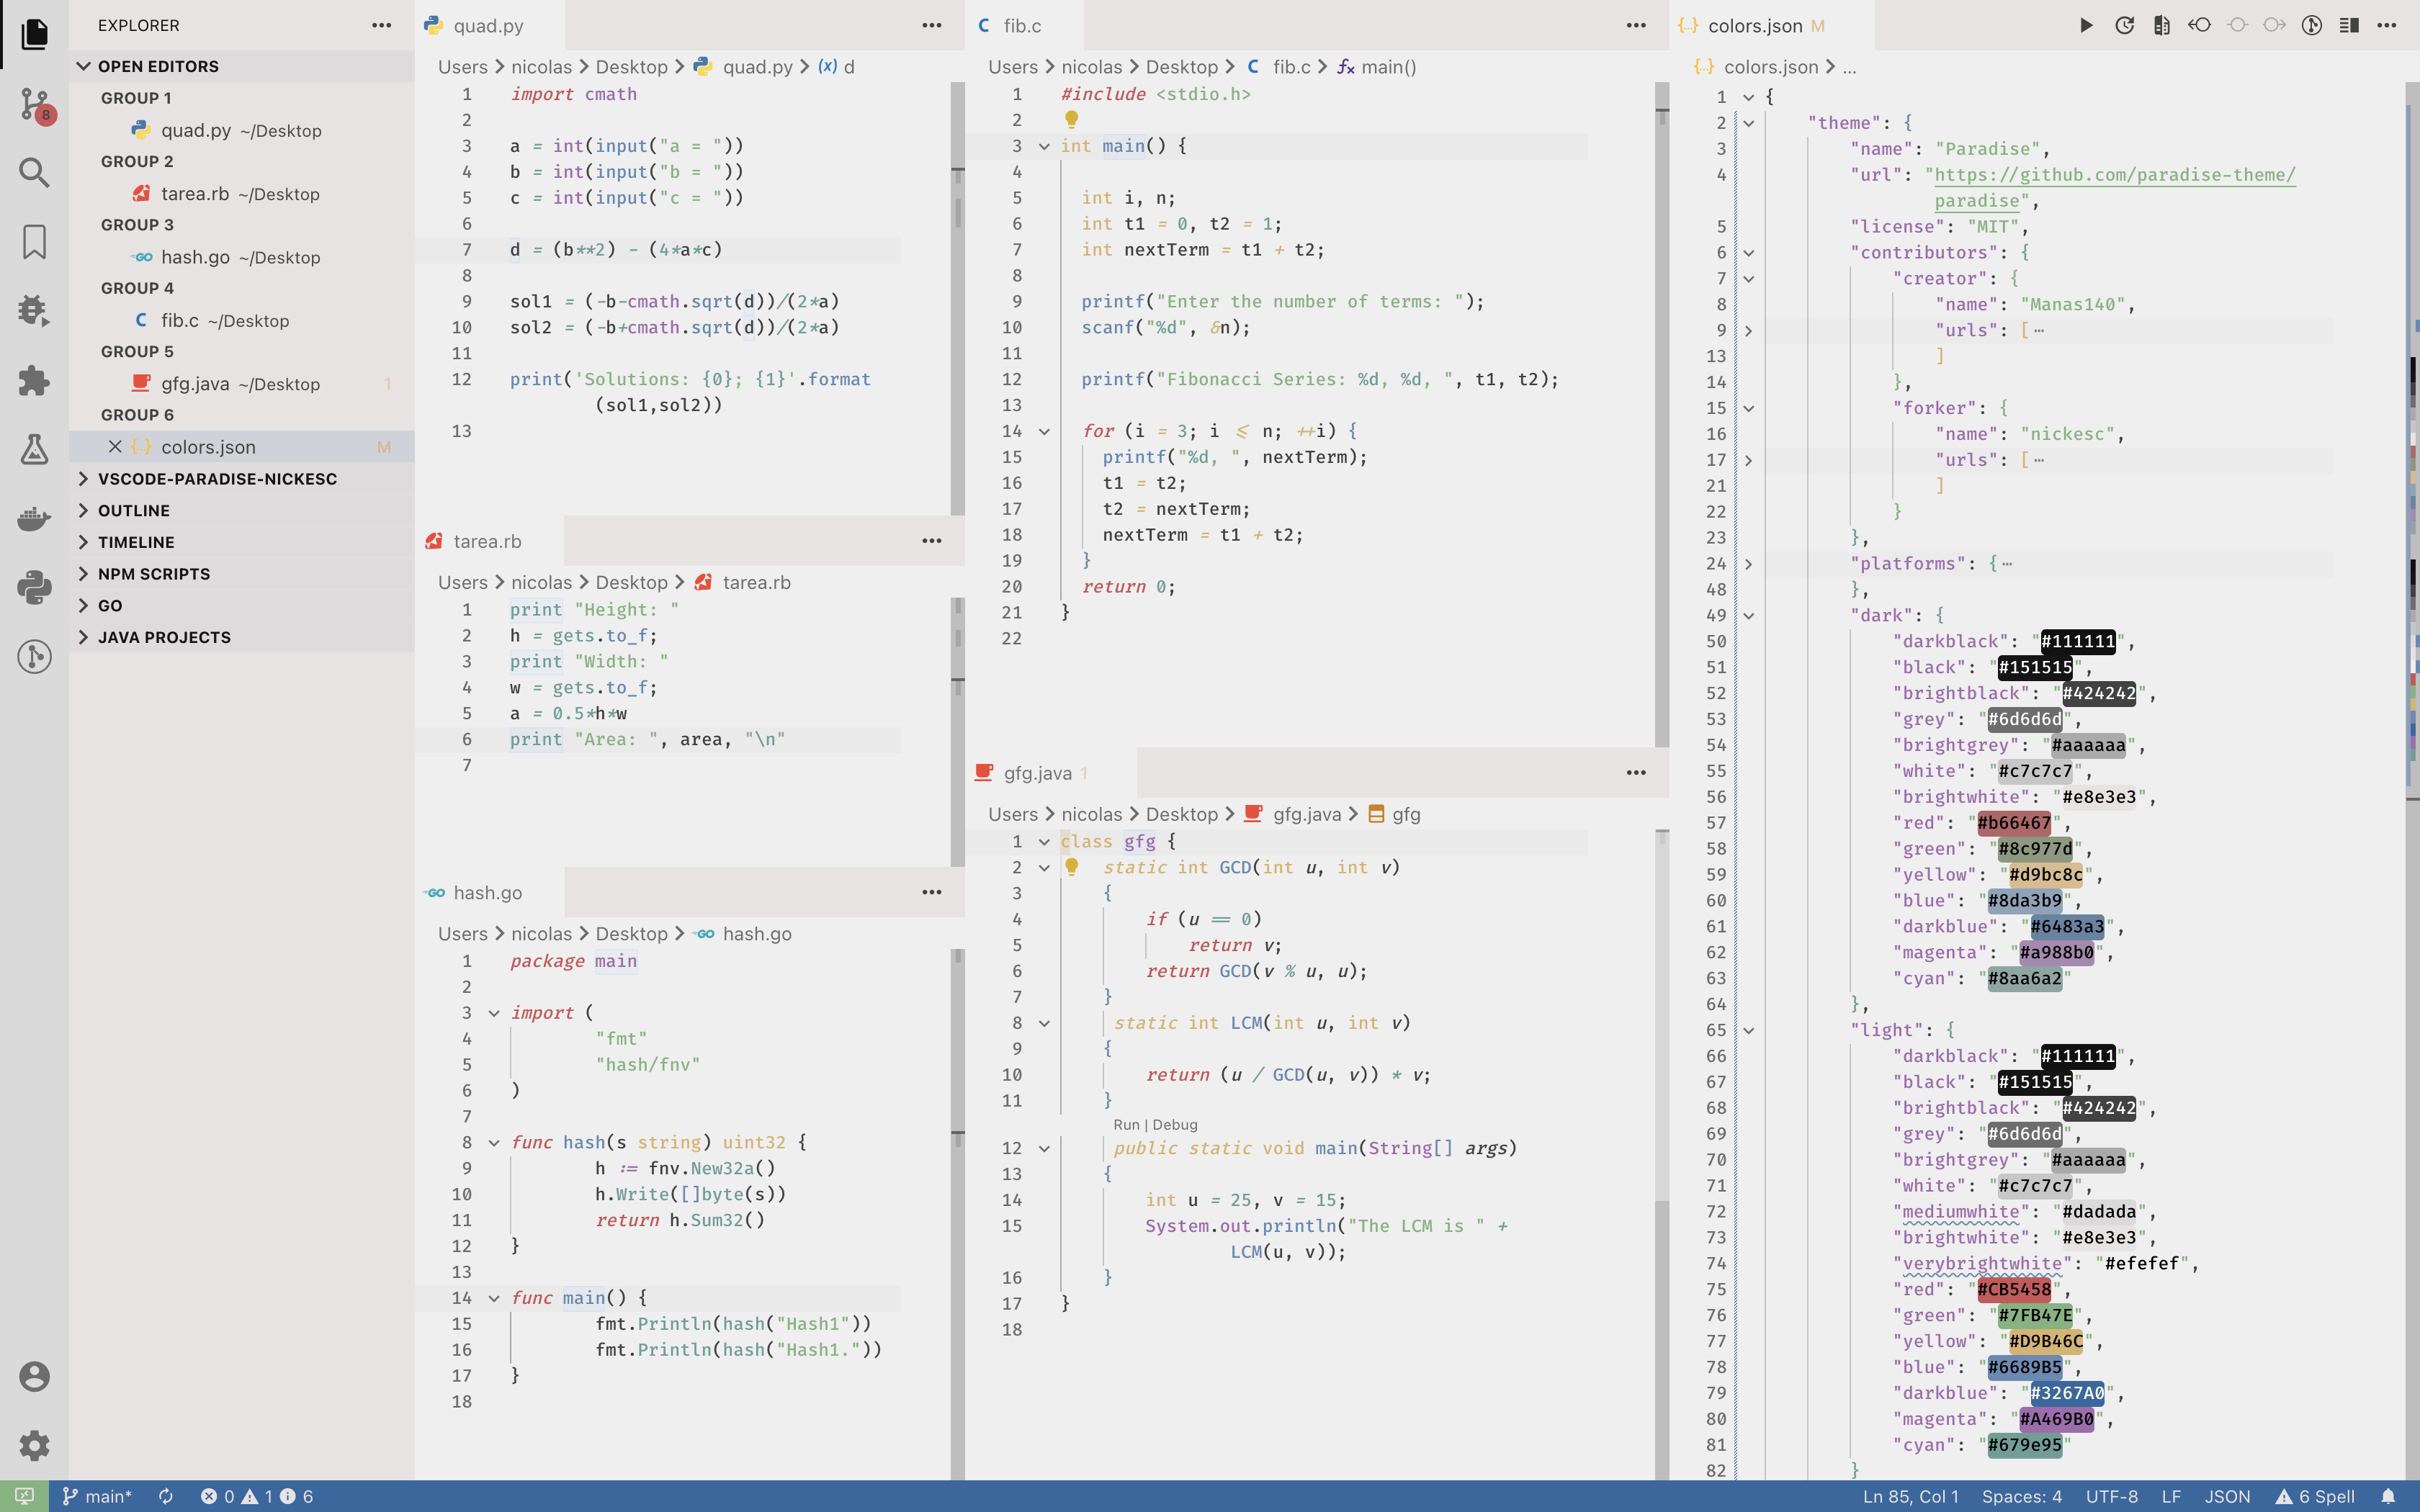 EXPLORER
OPEN EDITORS
GROUP 1
quad.py ~/Desktop
GROUP 2
tarea.rb ~/Desktop
GROUP 3
hash.go ~/Desktop
GROUP 4
fib.c ~/Desktop
GROUP 5
gfg.java ~/Desktop 1
GROUP 6
colors.json M
VSCODE-PARADISE-NICKESC
OUTLINE
TIMELINE
NPM SCRIPTS
GO
JAVA PROJECTS
8
quad.py
Users > nicolas > Desktop > quad.py > (x) d
1 import cmath
2
3 a = int(input("a = "))
4 b = int(input("b = "))
5 c = int(input("c = "))
6
7 d = (b**2) - (4*a*c)
8
9 sol1 = (-b-cmath.sqrt(d))/(2*a)
10 sol2 = (-b+cmath.sqrt(d))/(2*a)
11
12 print('Solutions: {0}; {1}'.format
(sol1,sol2))
13
tarea.rb
Users > nicolas > Desktop > tarea.rb
1 print "Height: "
2 h = gets.to_f;
3 print "Width: "
4 w = gets.to_f;
5 a = 0.5*h*w
6 print "Area: ", area, "\n"
7
hash.go
Users > nicolas > Desktop > hash.go
1 package main
2
3 import (
4 "fmt"
5 "hash/fnv"
6 )
7
8 func hash(s string) uint32 {
9 h := fnv.New32a()
10 h.Write([]byte(s))
11 return h.Sum32()
12 }
13
14 func main() {
15 fmt.Println(hash("Hash1"))
16 fmt.Println(hash("Hash1."))
17 }
18
C fib.c
Users > nicolas > Desktop > C fib.c > fx main()
1 #include <stdio.h>
2
3 int main() {
4
5 int i, n;
6 int t1 = 0, t2 = 1;
7 int nextTerm = t1 + t2;
8
9 printf("Enter the number of terms: ");
10 scanf("%d", &n);
11
12 printf("Fibonacci Series: %d, %d, ", t1, t2);
13
14 for (i = 3; i <= n; ++i) {
15 printf("%d, ", nextTerm);
16 t1 = t2;
17 t2 = nextTerm;
18 nextTerm = t1 + t2;
19 }
20 return 0;
21 }
22
gfg.java 1
Users > nicolas > Desktop > gfg.java > gfg
1 class gfg {
2 static int GCD(int u, int v)
3 {
4 if (u == 0)
5 return v;
6 return GCD(v % u, u);
7 }
8 static int LCM(int u, int v)
9 {
10 return (u / GCD(u, v)) * v;
11 }
Run | Debug
12 public static void main(String[] args)
13 {
14 int u = 25, v = 15;
15 System.out.println("The LCM is " +
LCM(u, v));
16 }
17 }
18
{..} colors.json M
{..} colors.json > ...
1 {
2 "theme": {
3 "name": "Paradise",
4 "url": "https://github.com/paradise-theme/
paradise",
5 "license": "MIT",
6 "contributors": {
7 "creator": {
8 "name": "Manas140",
9 "urls": [⋯
13 ]
14 },
15 "forker": {
16 "name": "nickesc",
17 "urls": [⋯
21 ]
22 }
23 },
24 "platforms": {⋯
48 },
49 "dark": {
50 "darkblack": "#111111",
51 "black": "#151515",
52 "brightblack": "#424242",
53 "grey": "#6d6d6d",
54 "brightgrey": "#aaaaaa",
55 "white": "#c7c7c7",
56 "brightwhite": "#e8e3e3",
57 "red": "#b66467",
58 "green": "#8c977d",
59 "yellow": "#d9bc8c",
60 "blue": "#8da3b9",
61 "darkblue": "#6483a3",
62 "magenta": "#a988b0",
63 "cyan": "#8aa6a2"
64 },
65 "light": {
66 "darkblack": "#111111",
67 "black": "#151515",
68 "brightblack": "#424242",
69 "grey": "#6d6d6d",
70 "brightgrey": "#aaaaaa",
71 "white": "#c7c7c7",
72 "mediumwhite": "#dadada",
73 "brightwhite": "#e8e3e3",
74 "verybrightwhite": "#efefef",
75 "red": "#CB5458",
76 "green": "#7FB47E",
77 "yellow": "#D9B46C",
78 "blue": "#6689B5",
79 "darkblue": "#3267A0",
80 "magenta": "#A469B0",
81 "cyan": "#679e95"
82 }
main* 0 1 6
Ln 85, Col 1 Spaces: 4 UTF-8 LF JSON 6 Spell